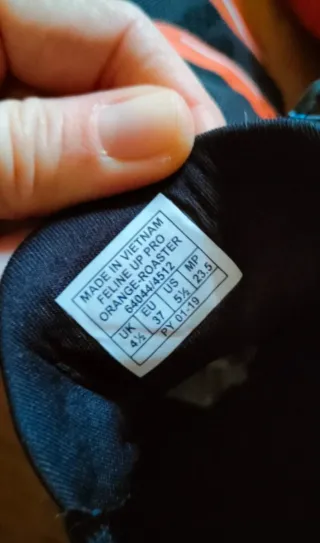 MADE IN VIETNAM
FELINE UP PRO
ORANGE-ROASTER
64044/4512
UK EU US MP
4½ 37 5½ 23.5
PY 01-19